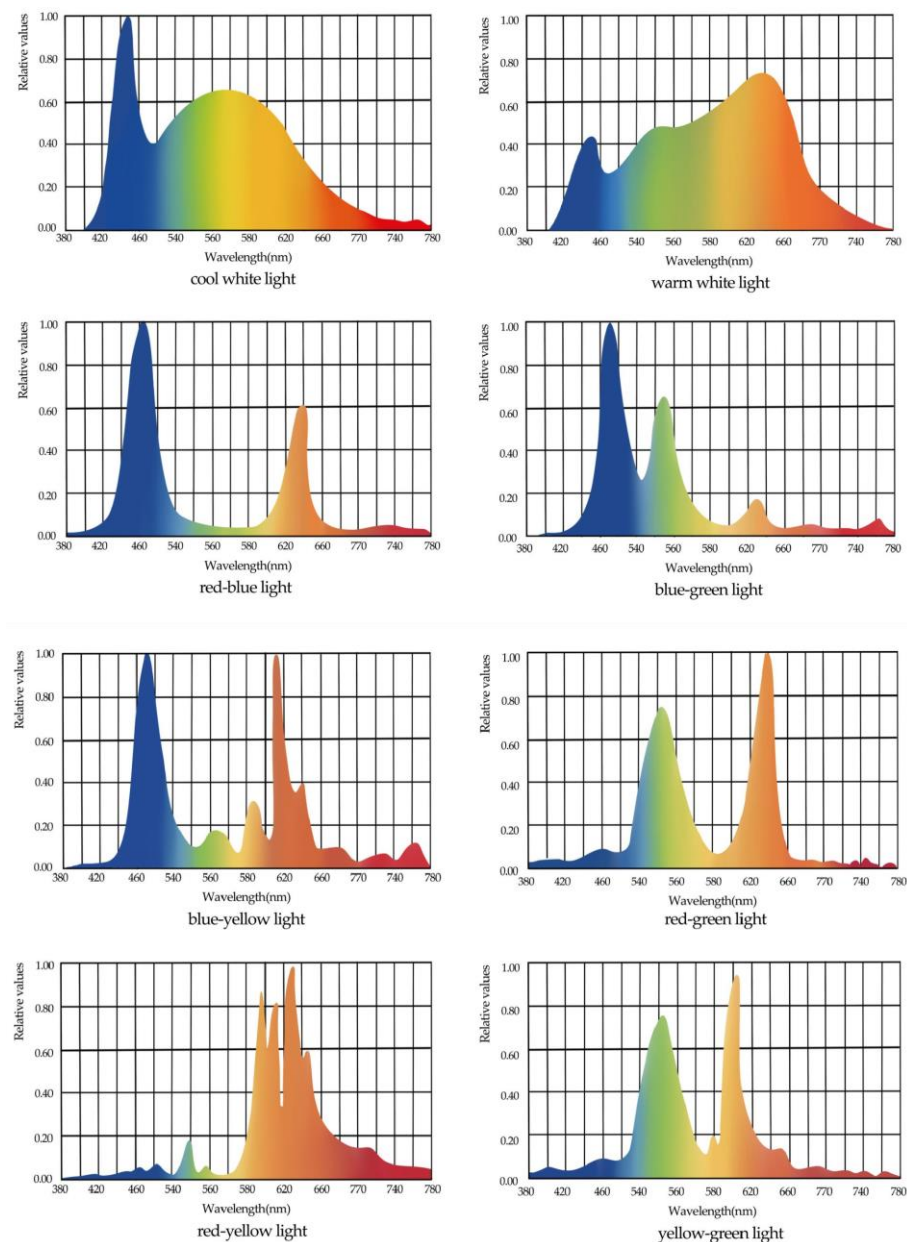 Relative values
1.00
0.80
0.60
0.40
0.20
0.00
380 420 460 540 560 580 620 660 770 740 780
Wavelength(nm)
cool white light
Relative values
1.00
0.80
0.60
0.40
0.20
0.00
380 420 460 540 560 580 620 660 770 740 780
Wavelength(nm)
warm white light
Relative values
1.00
0.80
0.60
0.40
0.20
0.00
380 420 460 540 560 580 620 660 770 740 780
Wavelength(nm)
red-blue light
Relative values
1.00
0.80
0.60
0.40
0.20
0.00
380 420 460 540 560 580 620 660 770 740 780
Wavelength(nm)
blue-green light
Relative values
1.00
0.80
0.60
0.40
0.20
0.00
380 420 460 540 560 580 620 660 770 740 780
Wavelength(nm)
blue-yellow light
Relative values
1.00
0.80
0.60
0.40
0.20
0.00
380 420 460 540 560 580 620 660 770 740 780
Wavelength(nm)
red-green light
Relative values
1.00
0.80
0.60
0.40
0.20
0.00
380 420 460 540 560 580 620 660 770 740 780
Wavelength(nm)
red-yellow light
Relative values
1.00
0.80
0.60
0.40
0.20
0.00
380 420 460 540 560 580 620 660 770 740 780
Wavelength(nm)
yellow-green light